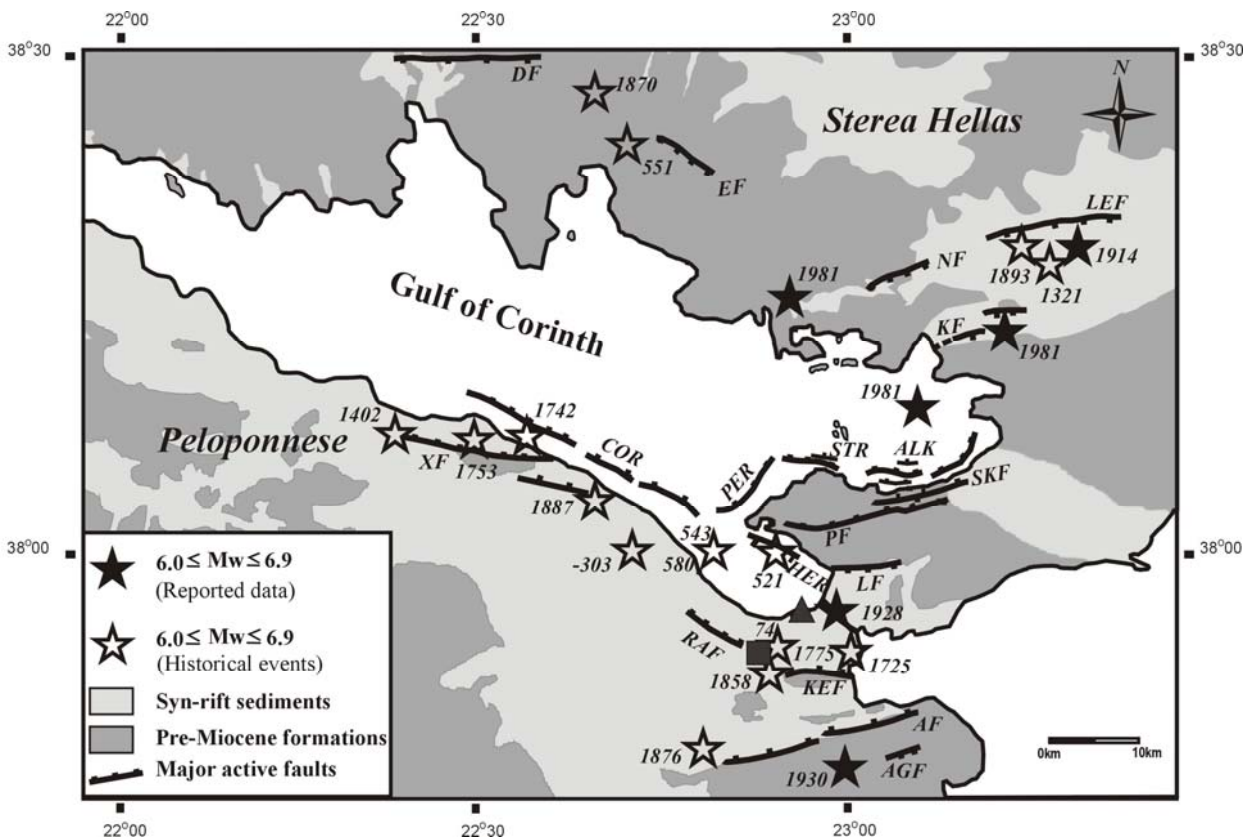 22°00 22°30 23°00
38°30 38°30
N
DF
1870
551
EF
Sterea Hellas
LEF
1893
1321
1914
NF
1981
KF
1981
Gulf of Corinth
1981
1402
1742
Peloponnese
XF
1753
COR
PER
STR
ALK
SKF
1887
PF
38°00 38°00
-303
543
580
521
HER
LF
1928
RAF
74
1775
1725
1858
KEF
AF
1876
1930
AGF
6.0 ≤ Mw ≤ 6.9
(Reported data)
6.0 ≤ Mw ≤ 6.9
(Historical events)
Syn-rift sediments
Pre-Miocene formations
Major active faults
0km 10km
22°00 22°30 23°00